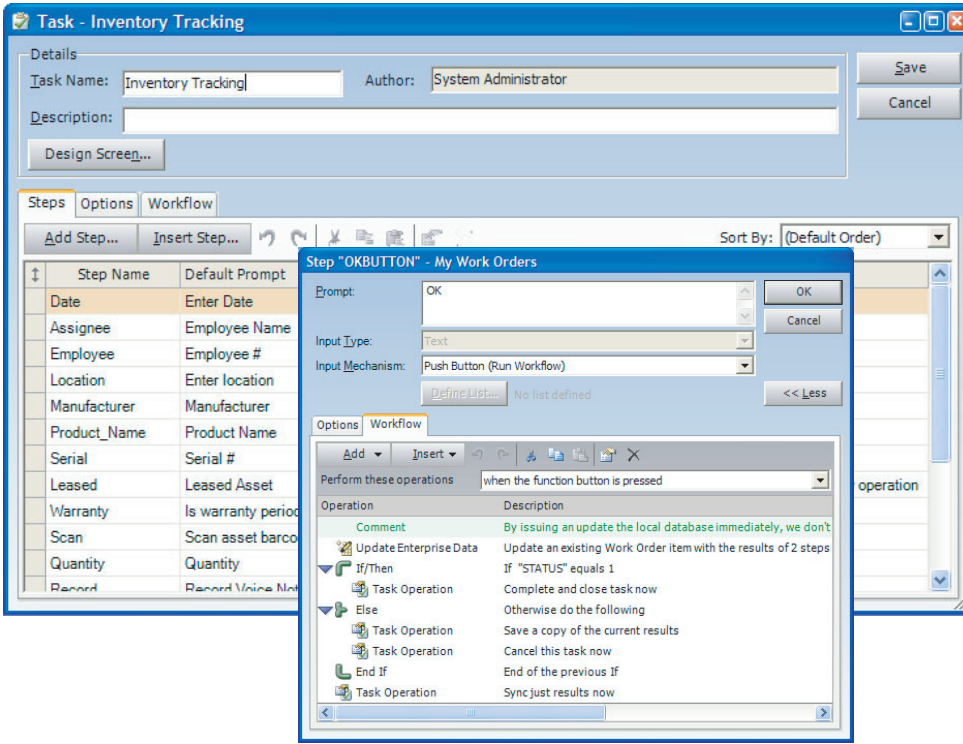 Task - Inventory Tracking
Details
Task Name: Inventory Tracking Author: System Administrator
Save
Description:
Cancel
Design Screen...
Steps Options Workflow
Add Step... Insert Step... Sort By: (Default Order)
Step Name Default Prompt
Date Enter Date
Assignee Employee Name
Employee Employee #
Location Enter location
Manufacturer Manufacturer
Product_Name Product Name
Serial Serial #
Leased Leased Asset operation
Warranty Is warranty period
Scan Scan asset barco
Quantity Quantity
Record Record Voice Not
Step "OKBUTTON" - My Work Orders
Prompt: OK
OK
Cancel
Input Type: Text
Input Mechanism: Push Button (Run Workflow)
Define List... No list defined << Less
Options Workflow
Add Insert
Perform these operations when the function button is pressed
Operation Description
Comment By issuing an update the local database immediately, we don't
Update Enterprise Data Update an existing Work Order item with the results of 2 steps
If/Then If "STATUS" equals 1
Task Operation Complete and close task now
Else Otherwise do the following
Task Operation Save a copy of the current results
Task Operation Cancel this task now
End If End of the previous If
Task Operation Sync just results now